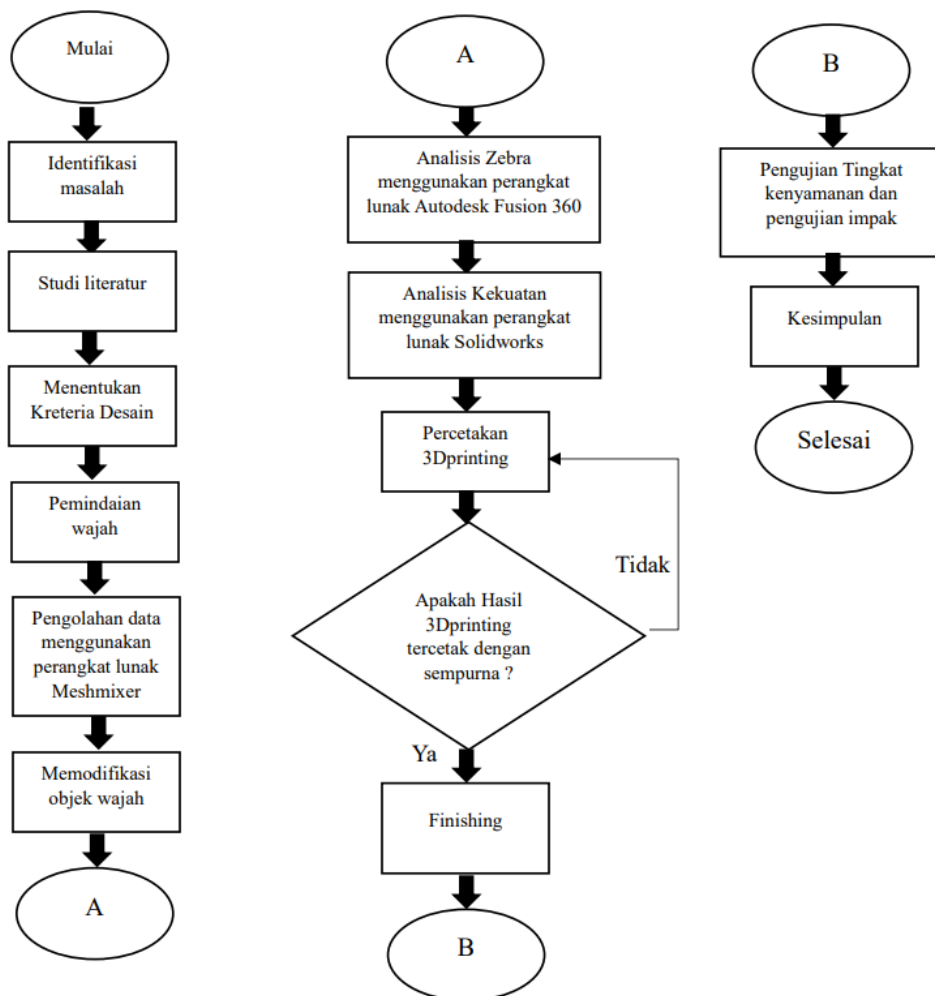 Mulai
Identifikasi
masalah
Studi literatur
Menentukan
Kreteria Desain
Pemindaian
wajah
Pengolahan data
menggunakan
perangkat lunak
Meshmixer
Memodifikasi
objek wajah
A
A
Analisis Zebra
menggunakan perangkat
lunak Autodesk Fusion 360
Analisis Kekuatan
menggunakan perangkat
lunak Solidworks
Percetakan
3Dprinting
Tidak
Apakah Hasil
3Dprinting
tercetak dengan
sempurna ?
Ya
Finishing
B
B
Pengujian Tingkat
kenyamanan dan
pengujian impak
Kesimpulan
Selesai